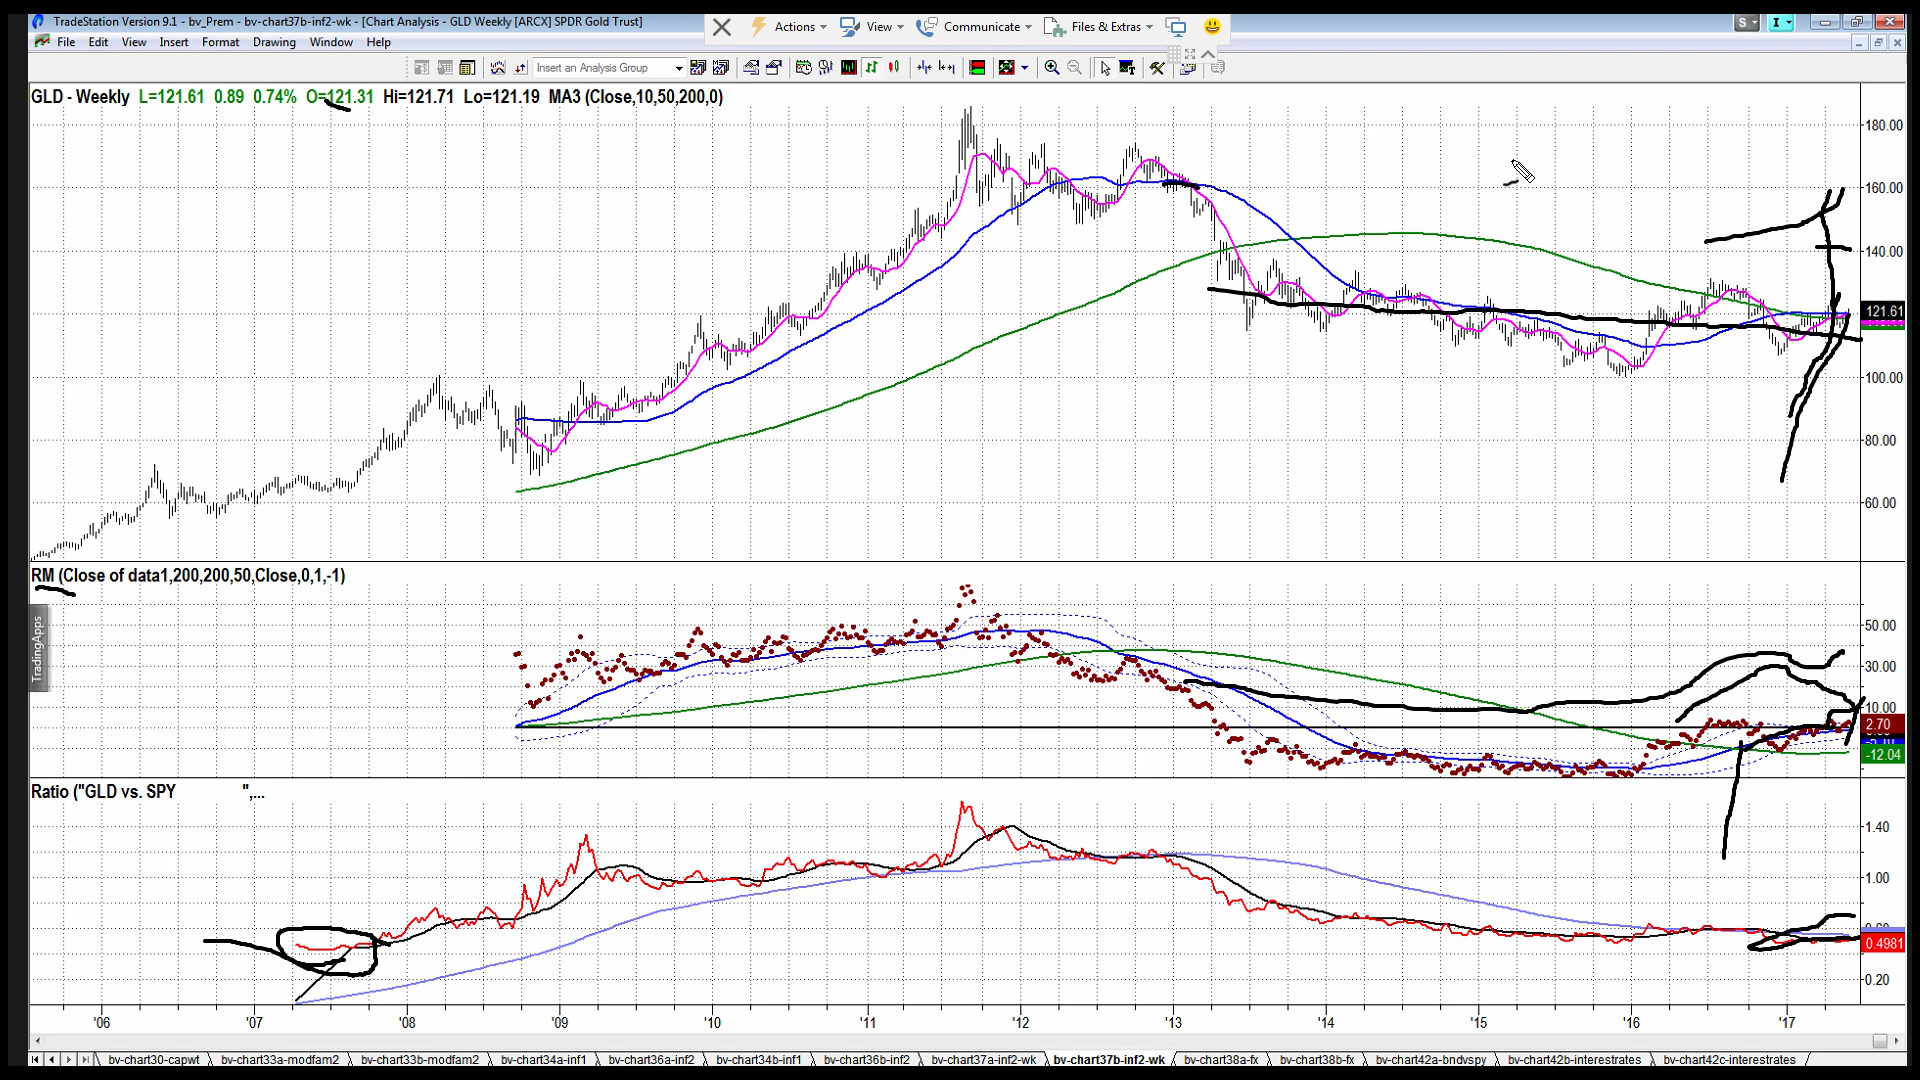 TradeStation Version 9.1 - bv_Prem - bv-chart37b-inf2-wk - [Chart Analysis - GLD Weekly [ARCX] SPDR Gold Trust]
Actions View Communicate Files & Extras
S I
File Edit View Insert Format Drawing Window Help
Insert an Analysis Group
GLD - Weekly L=121.61 0.89 0.74% O=121.31 Hi=121.71 Lo=121.19 MA3 (Close,10,50,200,0)
180.00
160.00
140.00
121.61
100.00
80.00
60.00
RM (Close of data1,200,200,50,Close,0,1,-1)
TradingApps
50.00
30.00
10.00
2.70
-12.04
Ratio ("GLD vs. SPY ",...
1.40
1.00
0.4981
0.20
'06 '07 '08 '09 '10 '11 '12 '13 '14 '15 '16 '17
bv-chart30-capwt bv-chart33a-modfam2 bv-chart33b-modfam2 bv-chart34a-inf1 bv-chart36a-inf2 bv-chart34b-inf1 bv-chart36b-inf2 bv-chart37a-inf2-wk bv-chart37b-inf2-wk bv-chart38a-fx bv-chart38b-fx bv-chart42a-bndvspy bv-chart42b-interestrates bv-chart42c-interestrates